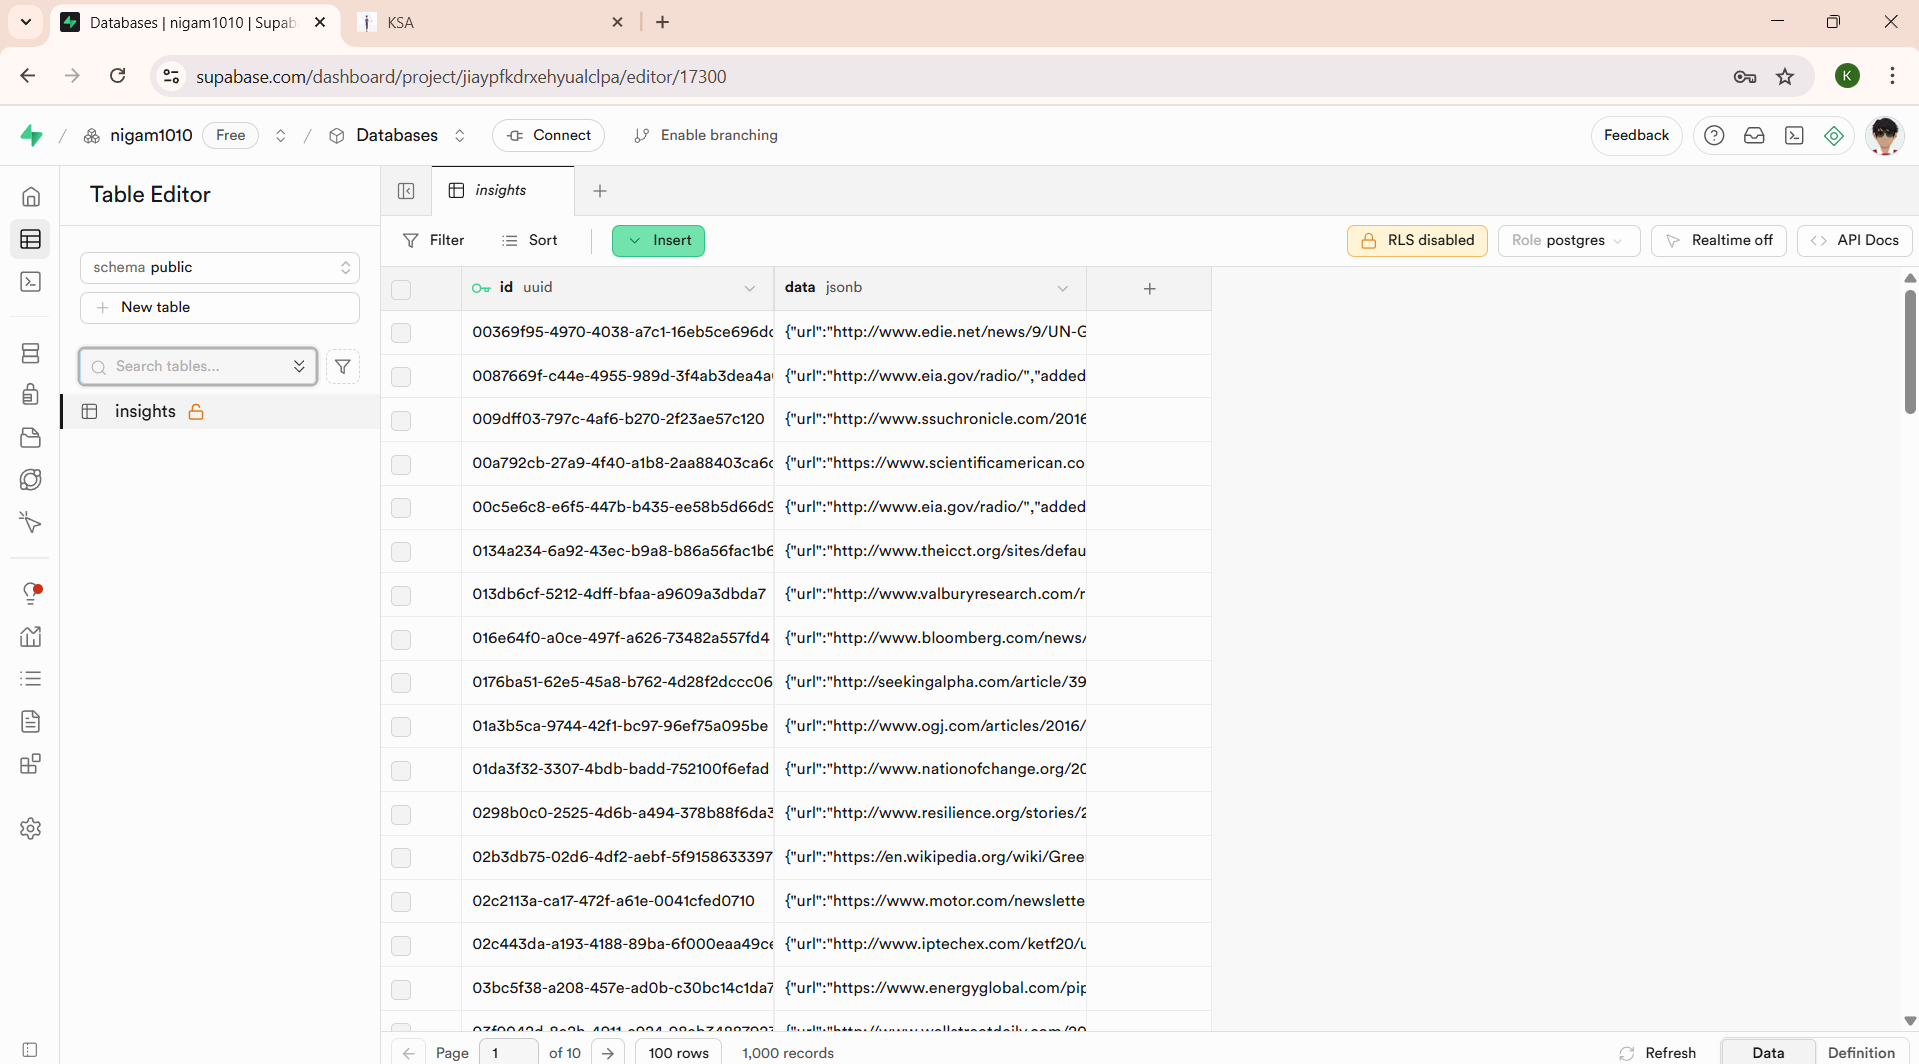 Databases | nigam1010 | Supab
KSA
supabase.com/dashboard/project/jiaypfkdrxehyualclpa/editor/17300
K
/ nigam1010 Free / Databases Connect Enable branching Feedback
Table Editor
insights
Filter Sort Insert RLS disabled Role postgres Realtime off API Docs
schema public
New table
Search tables...
insights
id uuid data jsonb
00369f95-4970-4038-a7c1-16eb5ce696dc {"url":"http://www.edie.net/news/9/UN-G
0087669f-c44e-4955-989d-3f4ab3dea4a {"url":"http://www.eia.gov/radio/","added
009dff03-797c-4af6-b270-2f23ae57c120 {"url":"http://www.ssuchronicle.com/2016
00a792cb-27a9-4f40-a1b8-2aa88403ca6c {"url":"https://www.scientificamerican.co
00c5e6c8-e6f5-447b-b435-ee58b5d66d9 {"url":"http://www.eia.gov/radio/","added
0134a234-6a92-43ec-b9a8-b86a56fac1b6 {"url":"http://www.theicct.org/sites/defau
013db6cf-5212-4dff-bfaa-a9609a3dbda7 {"url":"http://www.valburyresearch.com/r
016e64f0-a0ce-497f-a626-73482a557fd4 {"url":"http://www.bloomberg.com/news/
0176ba51-62e5-45a8-b762-4d28f2dccc06 {"url":"http://seekingalpha.com/article/39
01a3b5ca-9744-42f1-bc97-96ef75a095be {"url":"http://www.ogj.com/articles/2016/
01da3f32-3307-4bdb-badd-752100f6efad {"url":"http://www.nationofchange.org/20
0298b0c0-2525-4d6b-a494-378b88f6da3 {"url":"http://www.resilience.org/stories/2
02b3db75-02d6-4df2-aebf-5f9158633397 {"url":"https://en.wikipedia.org/wiki/Gree
02c2113a-ca17-472f-a61e-0041cfed0710 {"url":"https://www.motor.com/newslette
02c443da-a193-4188-89ba-6f000eaa49ce {"url":"http://www.iptechex.com/ketf20/u
03bc5f38-a208-457e-ad0b-c30bc14c1da7 {"url":"https://www.energyglobal.com/pip
Page 1 of 10 100 rows 1,000 records Refresh Data Definition